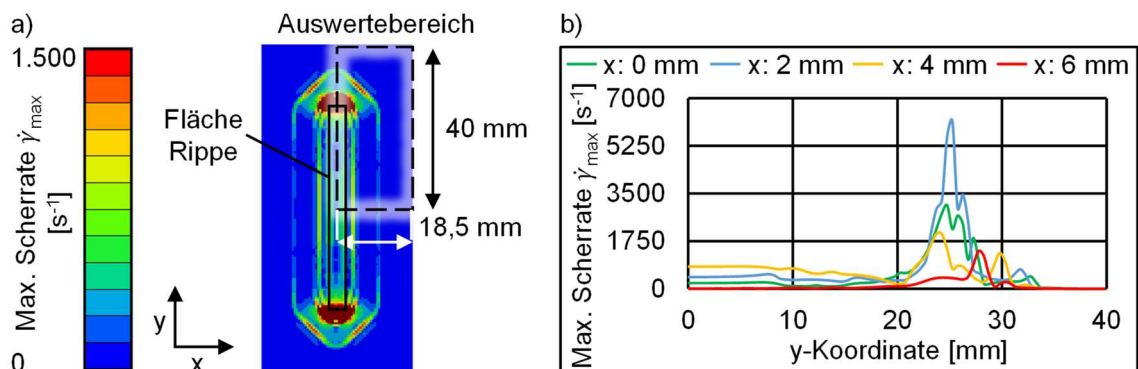 a)
Auswertebereich
1.500
0
Max. Scherrate γ̇max
[s-1]
Fläche
Rippe
40 mm
18,5 mm
y
x
b)
x: 0 mm x: 2 mm x: 4 mm x: 6 mm
Max. Scherrate γ̇max [s-1]
7000
5250
3500
1750
0
0 10 20 30 40
y-Koordinate [mm]